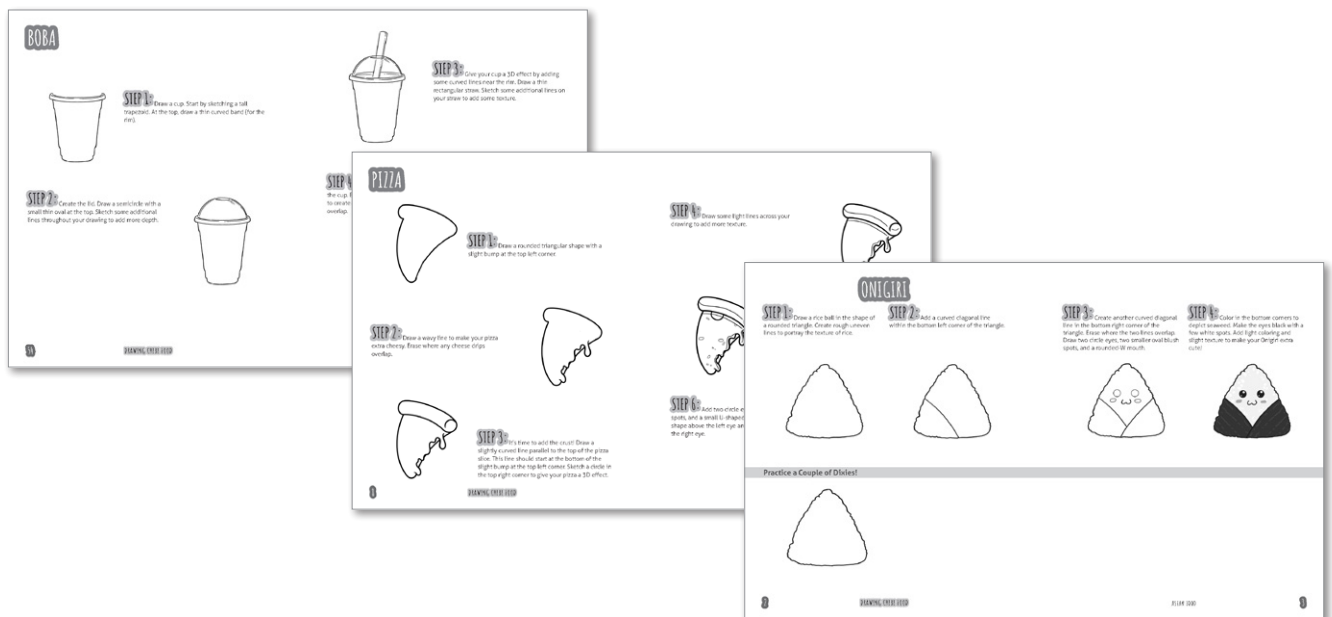 BOBA
STEP 1: Draw a cup. Start by sketching a tall
trapezoid. At the top, draw a thin curved band (for the
rim).
STEP 2: Create the lid. Draw a semicircle with a
small thin oval at the top. Sketch some additional
lines throughout your drawing to add more depth.
STEP 3: Give your cup a 3D effect by adding
some curved lines near the rim. Draw a thin
rectangular straw. Sketch some additional lines on
your straw to add some texture.
STEP 4
the cup.
to create
overlap.
DRAWING CUTE FOOD
PIZZA
STEP 1: Draw a rounded triangular shape with a
slight bump at the top left corner.
STEP 2: Draw a wavy line to make your pizza
extra cheesy. Erase where any cheese drips
overlap.
STEP 3: It's time to add the crust! Draw a
slightly curved line parallel to the top of the pizza
slice. This line should start at the bottom of the
slight bump at the top left corner. Sketch a circle in
the top right corner to give your pizza a 3D effect.
STEP 4: Draw some light lines across your
drawing to add more texture.
STEP 6: Add two circle e
spots, and a small U-shaped
shape above the left eye an
the right eye.
DRAWING CUTE FOOD
ONIGIRI
STEP 1: Draw a rice ball in the shape of
a rounded triangle. Create rough uneven
lines to portray the texture of rice.
STEP 2: Add a curved diagonal line
within the bottom left corner of the triangle.
STEP 3: Create another curved diagonal
line in the bottom right corner of the
triangle. Erase where the two lines overlap.
Draw two circle eyes, two smaller oval blush
spots, and a rounded W mouth.
STEP 4: Color in the bottom corners to
depict seaweed. Make the eyes black with a
few white spots. Add light coloring and
slight texture to make your Onigiri extra
cute!
Practice a Couple of Dixies!
DRAWING CUTE FOOD